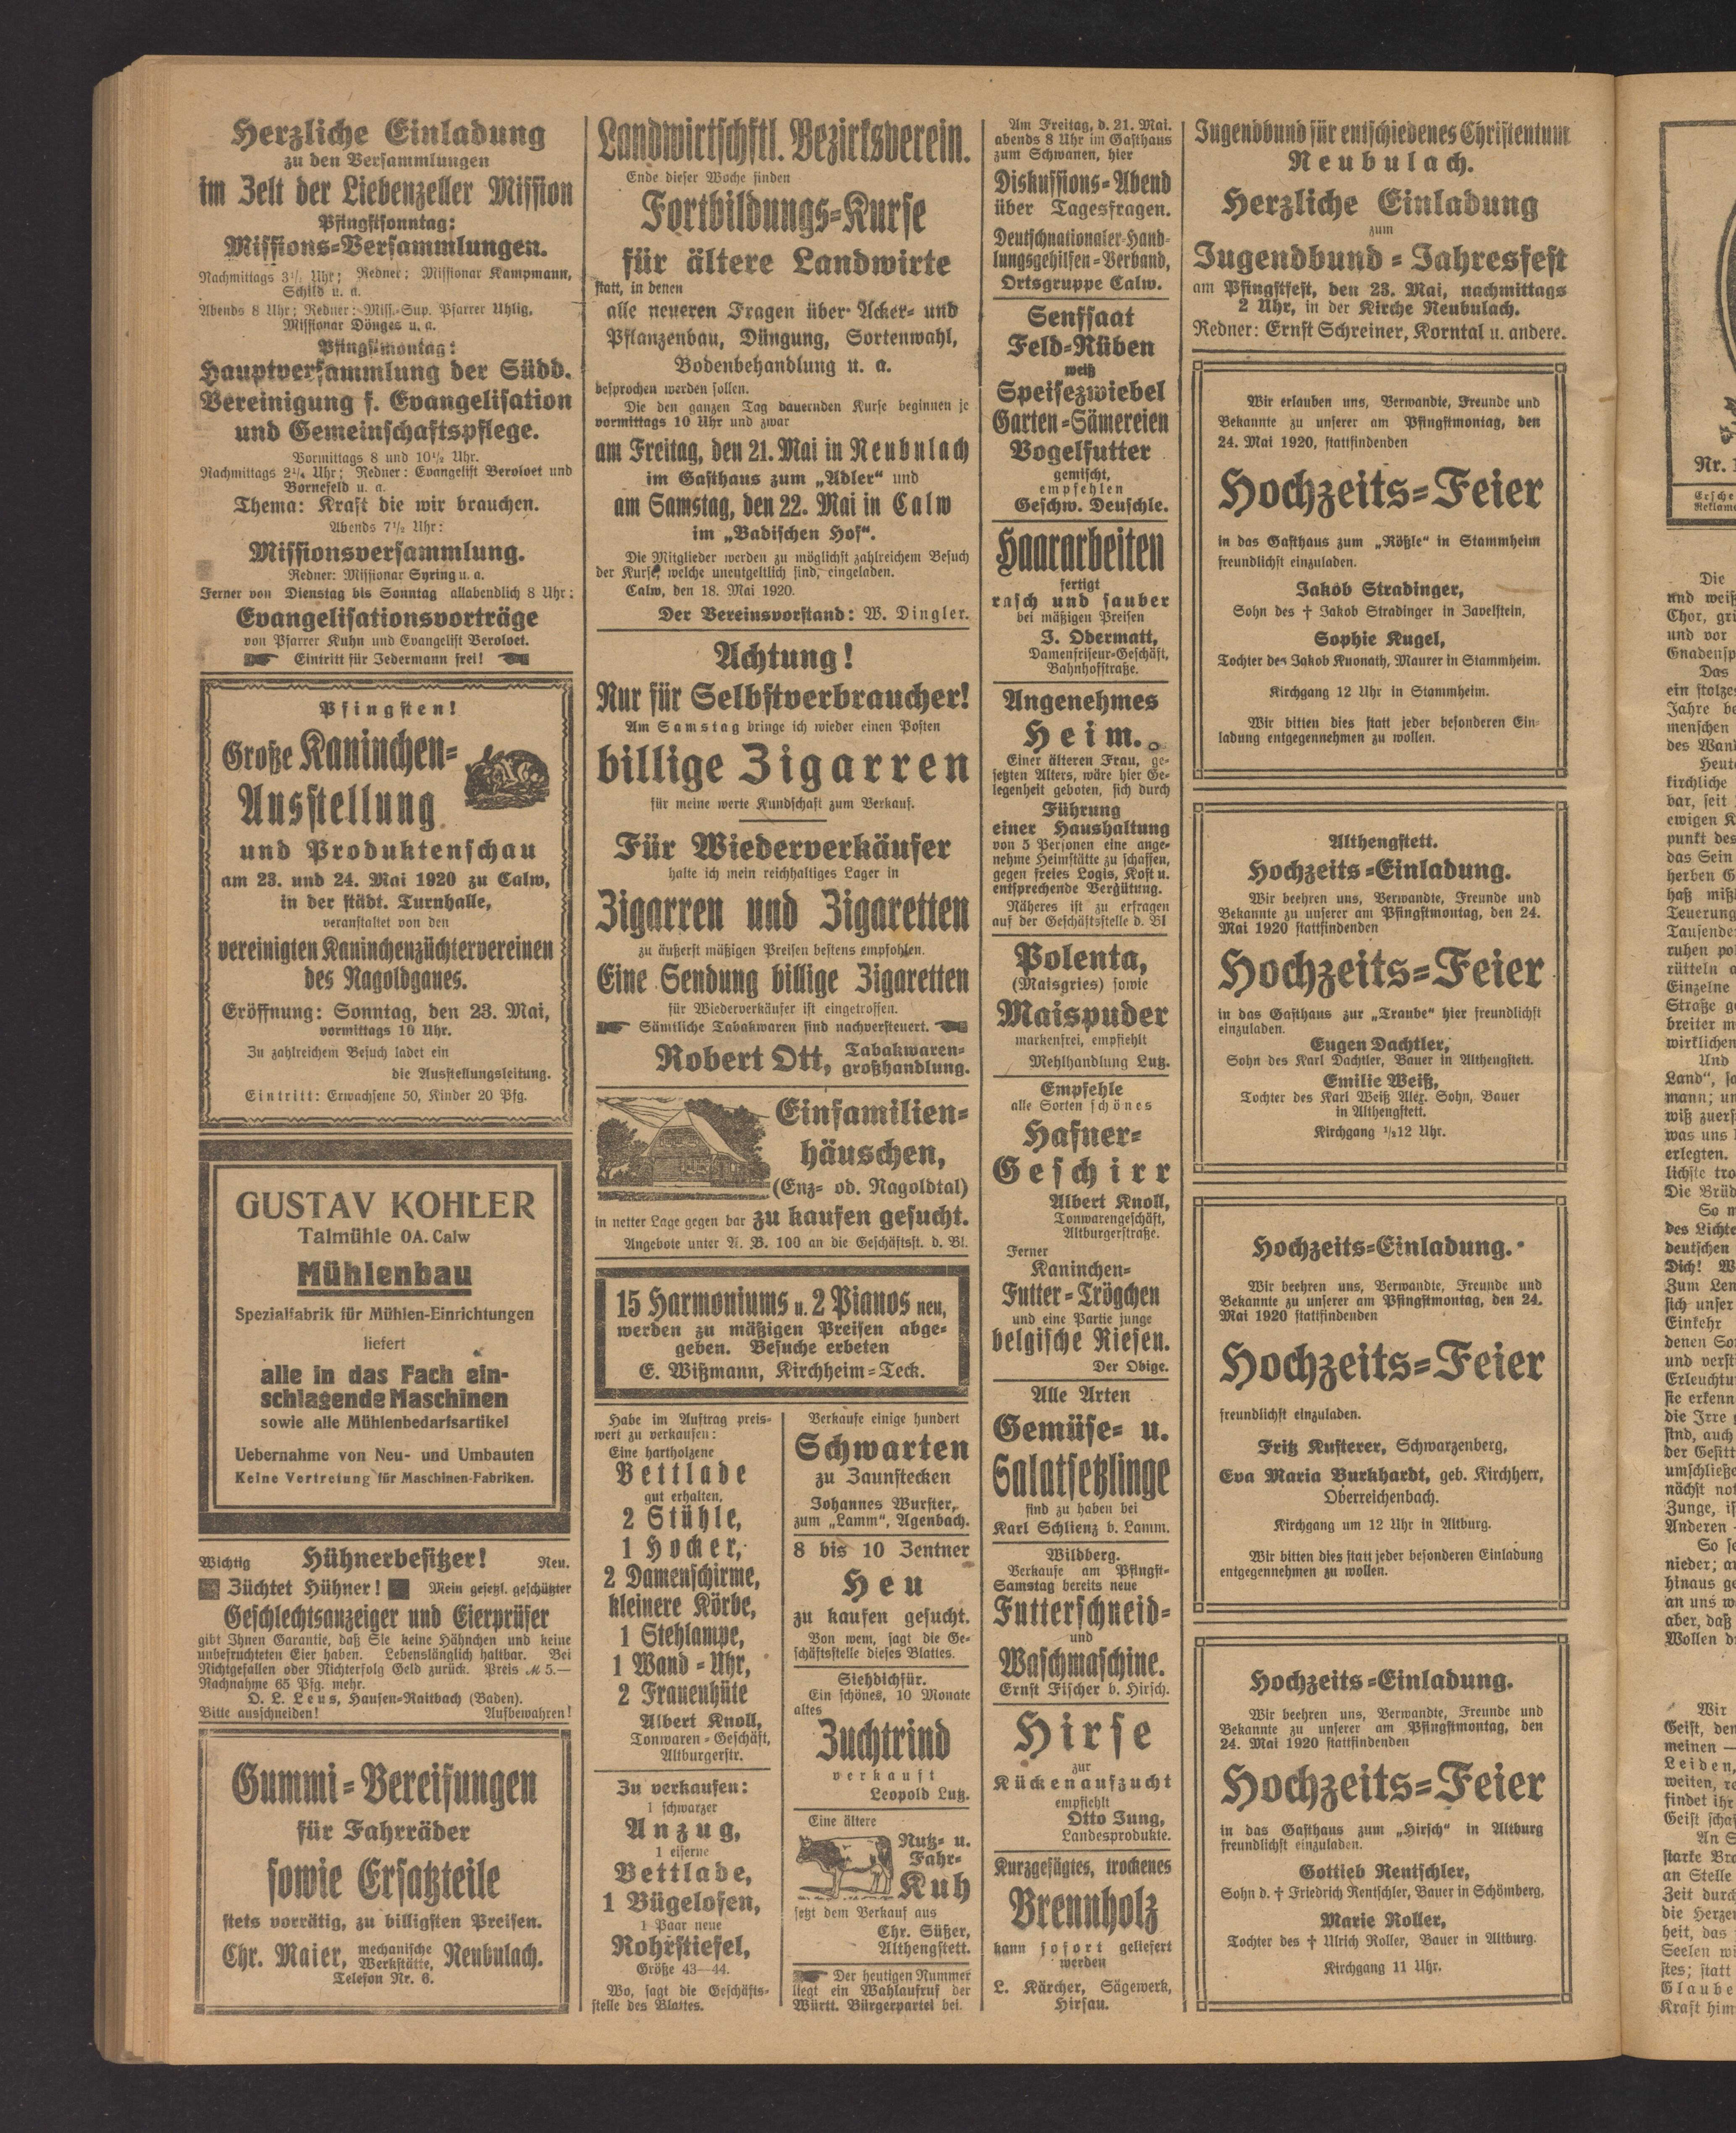 Herzliche Einladung
zu den Versammlungen
im Zelt der Liebenzeller Mission
Pfingstsonntag:
Missions-Versammlungen.
Nachmittags 3½ Uhr; Redner: Missionar Kampmann,
Schild u. a.
Abends 8 Uhr; Redner: Miss.-Sup. Pfarrer Uhlig,
Missionar Dönges u. a.
Pfingstmontag:
Hauptversammlung der Südd.
Vereinigung f. Evangelisation
und Gemeinschaftspflege.
Vormittags 8 und 10½ Uhr.
Nachmittags 2¼ Uhr; Redner: Evangelist Veroloet und
Bornefeld u. a.
Thema: Kraft die wir brauchen.
Abends 7½ Uhr:
Missionsversammlung.
Redner: Missionar Syring u. a.
Ferner von Dienstag bis Sonntag allabendlich 8 Uhr:
Evangelisationsvorträge
von Pfarrer Kuhn und Evangelist Veroloet.
Eintritt für Jedermann frei!
Pfingsten!
Große Kaninchen-
Ausstellung
und Produktenschau
am 23. und 24. Mai 1920 zu Calw,
in der städt. Turnhalle,
veranstaltet von den
vereinigten Kaninchenzüchtervereinen
des Nagoldgaues.
Eröffnung: Sonntag, den 23. Mai,
vormittags 10 Uhr.
Zu zahlreichem Besuch ladet ein
die Ausstellungsleitung.
Eintritt: Erwachsene 50, Kinder 20 Pfg.
GUSTAV KOHLER
Talmühle OA. Calw
Mühlenbau
Spezialfabrik für Mühlen-Einrichtungen
liefert
alle in das Fach ein-
schlagende Maschinen
sowie alle Mühlenbedarfsartikel
Uebernahme von Neu- und Umbauten
Keine Vertretung für Maschinen-Fabriken.
Wichtig Hühnerbesitzer! Neu.
Züchtet Hühner! Mein gesetzl. geschützter
Geschlechtsanzeiger und Eierprüfer
gibt Ihnen Garantie, daß Sie keine Hähnchen und keine
unbefruchteten Eier haben. Lebenslänglich haltbar. Bei
Nichtgefallen oder Nichterfolg Geld zurück. Preis M 5.—
Nachnahme 65 Pfg. mehr.
O. L. Leus, Hausen-Raitbach (Baden).
Bitte ausschneiden! Aufbewahren!
Gummi-Bereifungen
für Fahrräder
sowie Ersatzteile
stets vorrätig, zu billigsten Preisen.
Chr. Maier, mechanische Werkstätte, Neubulach.
Telefon Nr. 6.
Landwirtschftl. Bezirksverein.
Ende dieser Woche finden
Fortbildungs-Kurse
für ältere Landwirte
statt, in denen
alle neueren Fragen über Acker- und
Pflanzenbau, Düngung, Sortenwahl,
Bodenbehandlung u. a.
besprochen werden sollen.
Die den ganzen Tag dauernden Kurse beginnen je
vormittags 10 Uhr und zwar
am Freitag, den 21. Mai in Neubulach
im Gasthaus zum „Adler" und
am Samstag, den 22. Mai in Calw
im „Badischen Hof".
Die Mitglieder werden zu möglichst zahlreichem Besuch
der Kurse, welche unentgeltlich sind, eingeladen.
Calw, den 18. Mai 1920.
Der Vereinsvorstand: W. Dingler.
Achtung!
Nur für Selbstverbraucher!
Am Samstag bringe ich wieder einen Posten
billige Zigarren
für meine werte Kundschaft zum Verkauf.
Für Wiederverkäufer
halte ich mein reichhaltiges Lager in
Zigarren und Zigaretten
zu äußerst mäßigen Preisen bestens empfohlen.
Eine Sendung billige Zigaretten
für Wiederverkäufer ist eingetroffen.
Sämtliche Tabakwaren sind nachversteuert.
Robert Ott, Tabakwaren-
großhandlung.
Einfamilien-
häuschen,
(Enz- od. Nagoldtal)
in netter Lage gegen bar zu kaufen gesucht.
Angebote unter A. B. 100 an die Geschäftsst. d. Bl.
15 Harmoniums u. 2 Pianos neu,
werden zu mäßigen Preisen abge-
geben. Besuche erbeten
E. Wißmann, Kirchheim-Teck.
Habe im Auftrag preis-
wert zu verkaufen:
Eine hartholzene
Bettlade
gut erhalten,
2 Stühle,
1 Hocker,
2 Damenschirme,
kleinere Körbe,
1 Stehlampe,
1 Wand-Uhr,
2 Frauenhüte
Albert Knoll,
Tonwaren-Geschäft,
Altburgerstr.
Zu verkaufen:
1 schwarzer
Anzug,
1 eiserne
Bettlade,
1 Bügelofen,
1 Paar neue
Rohrstiefel,
Größe 43—44.
Wo, sagt die Geschäfts-
stelle des Blattes.
Verkaufe einige hundert
Schwarten
zu Zaunstecken
Johannes Wurster,
zum „Lamm", Agenbach.
8 bis 10 Zentner
Heu
zu kaufen gesucht.
Von wem, sagt die Ge-
schäftsstelle dieses Blattes.
Siehdichfür.
Ein schönes, 10 Monate
altes
Zuchtrind
verkauft
Leopold Lutz.
Eine ältere
Nutz- u.
Fahr-
Kuh
setzt dem Verkauf aus
Chr. Süßer,
Althengstett.
Der heutigen Nummer
liegt ein Wahlaufruf der
Württ. Bürgerpartei bei.
Am Freitag, d. 21. Mai.
abends 8 Uhr im Gasthaus
zum Schwanen, hier
Diskussions-Abend
über Tagesfragen.
Deutschnationaler-Hand-
lungsgehilfen-Verband,
Ortsgruppe Calw.
Senfsaat
Feld-Rüben
weiß
Speisezwiebel
Garten-Sämereien
Vogelfutter
gemischt,
empfehlen
Geschw. Deuschle.
Haararbeiten
fertigt
rasch und sauber
bei mäßigen Preisen
J. Obermatt,
Damenfriseur-Geschäft,
Bahnhofstraße.
Angenehmes
Heim.
Einer älteren Frau, ge-
setzten Alters, wäre hier Ge-
legenheit geboten, sich durch
Führung
einer Haushaltung
von 5 Personen eine ange-
nehme Heimstätte zu schaffen,
gegen freies Logis, Kost u.
entsprechende Vergütung.
Näheres ist zu erfragen
auf der Geschäftsstelle d. Bl
Polenta,
(Maisgries) sowie
Maispuder
markenfrei, empfiehlt
Mehlhandlung Lutz.
Empfehle
alle Sorten schönes
Hafner-
Geschirr
Albert Knoll,
Tonwarengeschäft,
Altburgerstraße.
Ferner
Kaninchen-
Futter-Trögchen
und eine Partie junge
belgische Riesen.
Der Obige.
Alle Arten
Gemüse- u.
Salatsetzlinge
sind zu haben bei
Karl Schlienz b. Lamm.
Wildberg.
Verkaufe am Pfingst-
Samstag bereits neue
Futterschneid-
und
Waschmaschine.
Ernst Fischer b. Hirsch.
Hirse
zur
Kückenaufzucht
empfiehlt
Otto Jung,
Landesprodukte.
Kurzgesägtes, trockenes
Brennholz
kann sofort geliefert
werden
L. Kärcher, Sägewerk,
Hirsau.
Jugendbund für entschiedenes Christentum
Neubulach.
Herzliche Einladung
zum
Jugendbund-Jahresfest
am Pfingstfest, den 23. Mai, nachmittags
2 Uhr, in der Kirche Neubulach.
Redner: Ernst Schreiner, Korntal u. andere.
Wir erlauben uns, Verwandte, Freunde und
Bekannte zu unserer am Pfingstmontag, den
24. Mai 1920, stattfindenden
Hochzeits-Feier
in das Gasthaus zum „Rößle" in Stammheim
freundlichst einzuladen.
Jakob Stradinger,
Sohn des † Jakob Stradinger in Zavelstein,
Sophie Kugel,
Tochter des Jakob Kuonath, Maurer in Stammheim.
Kirchgang 12 Uhr in Stammheim.
Wir bitten dies statt jeder besonderen Ein-
ladung entgegennehmen zu wollen.
Althengstett.
Hochzeits-Einladung.
Wir beehren uns, Verwandte, Freunde und
Bekannte zu unserer am Pfingstmontag, den 24.
Mai 1920 stattfindenden
Hochzeits-Feier
in das Gasthaus zur „Traube" hier freundlichst
einzuladen.
Eugen Dachtler,
Sohn des Karl Dachtler, Bauer in Althengstett.
Emilie Weiß,
Tochter des Karl Weiß Alex. Sohn, Bauer
in Althengstett.
Kirchgang ½12 Uhr.
Hochzeits-Einladung.
Wir beehren uns, Verwandte, Freunde und
Bekannte zu unserer am Pfingstmontag, den 24.
Mai 1920 stattfindenden
Hochzeits-Feier
freundlichst einzuladen.
Fritz Kusterer, Schwarzenberg,
Eva Maria Burkhardt, geb. Kirchherr,
Oberreichenbach.
Kirchgang um 12 Uhr in Altburg.
Wir bitten dies statt jeder besonderen Einladung
entgegennehmen zu wollen.
Hochzeits-Einladung.
Wir beehren uns, Verwandte, Freunde und
Bekannte zu unserer am Pfingstmontag, den
24. Mai 1920 stattfindenden
Hochzeits-Feier
in das Gasthaus zum „Hirsch" in Altburg
freundlichst einzuladen.
Gottlieb Rentschler,
Sohn d. † Friedrich Rentschler, Bauer in Schömberg.
Marie Roller,
Tochter des † Ulrich Roller, Bauer in Altburg.
Kirchgang 11 Uhr.